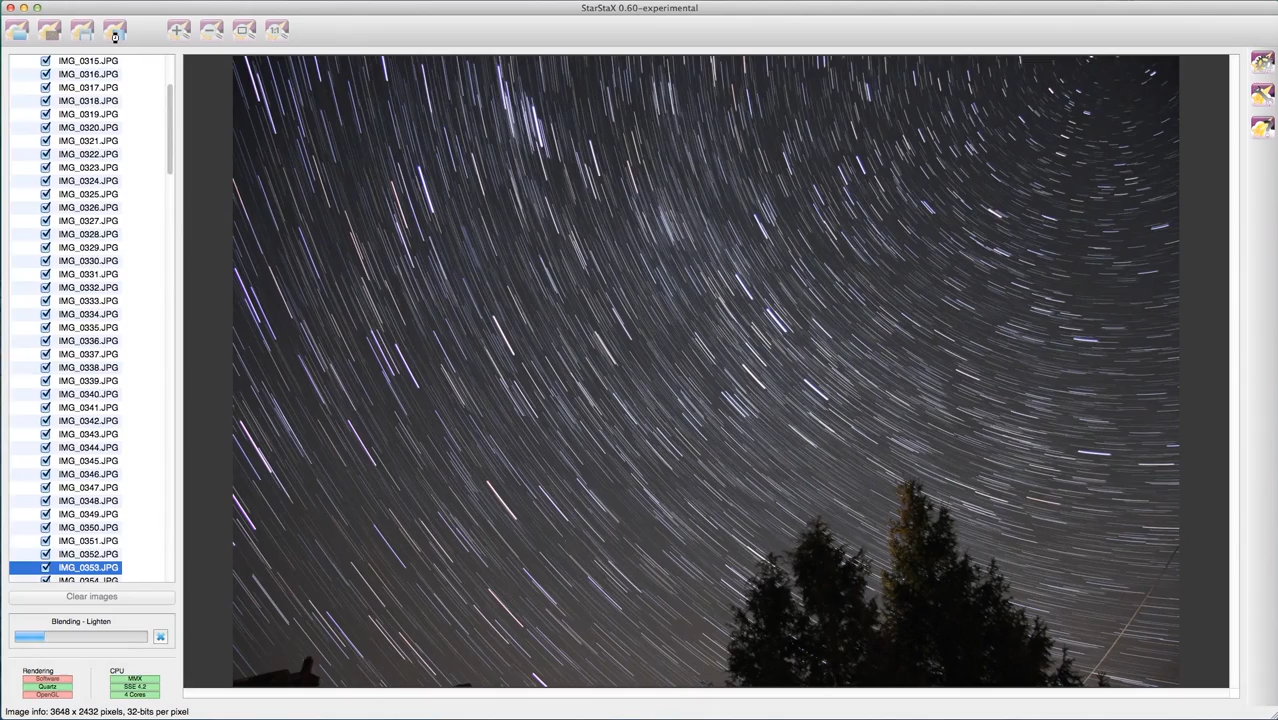 StarStaX 0.60-experimental
1:1
IMG_0315.JPG
IMG_0316.JPG
IMG_0317.JPG
IMG_0318.JPG
IMG_0319.JPG
IMG_0320.JPG
IMG_0321.JPG
IMG_0322.JPG
IMG_0323.JPG
IMG_0324.JPG
IMG_0325.JPG
IMG_0326.JPG
IMG_0327.JPG
IMG_0328.JPG
IMG_0329.JPG
IMG_0330.JPG
IMG_0331.JPG
IMG_0332.JPG
IMG_0333.JPG
IMG_0334.JPG
IMG_0335.JPG
IMG_0336.JPG
IMG_0337.JPG
IMG_0338.JPG
IMG_0339.JPG
IMG_0340.JPG
IMG_0341.JPG
IMG_0342.JPG
IMG_0343.JPG
IMG_0344.JPG
IMG_0345.JPG
IMG_0346.JPG
IMG_0347.JPG
IMG_0348.JPG
IMG_0349.JPG
IMG_0350.JPG
IMG_0351.JPG
IMG_0352.JPG
IMG_0353.JPG
IMG_0354.JPG
Clear images
Blending - Lighten
Rendering
Software
Quartz
OpenGL
CPU
MMX
SSE 4.2
4 Cores
Image info: 3648 x 2432 pixels, 32-bits per pixel